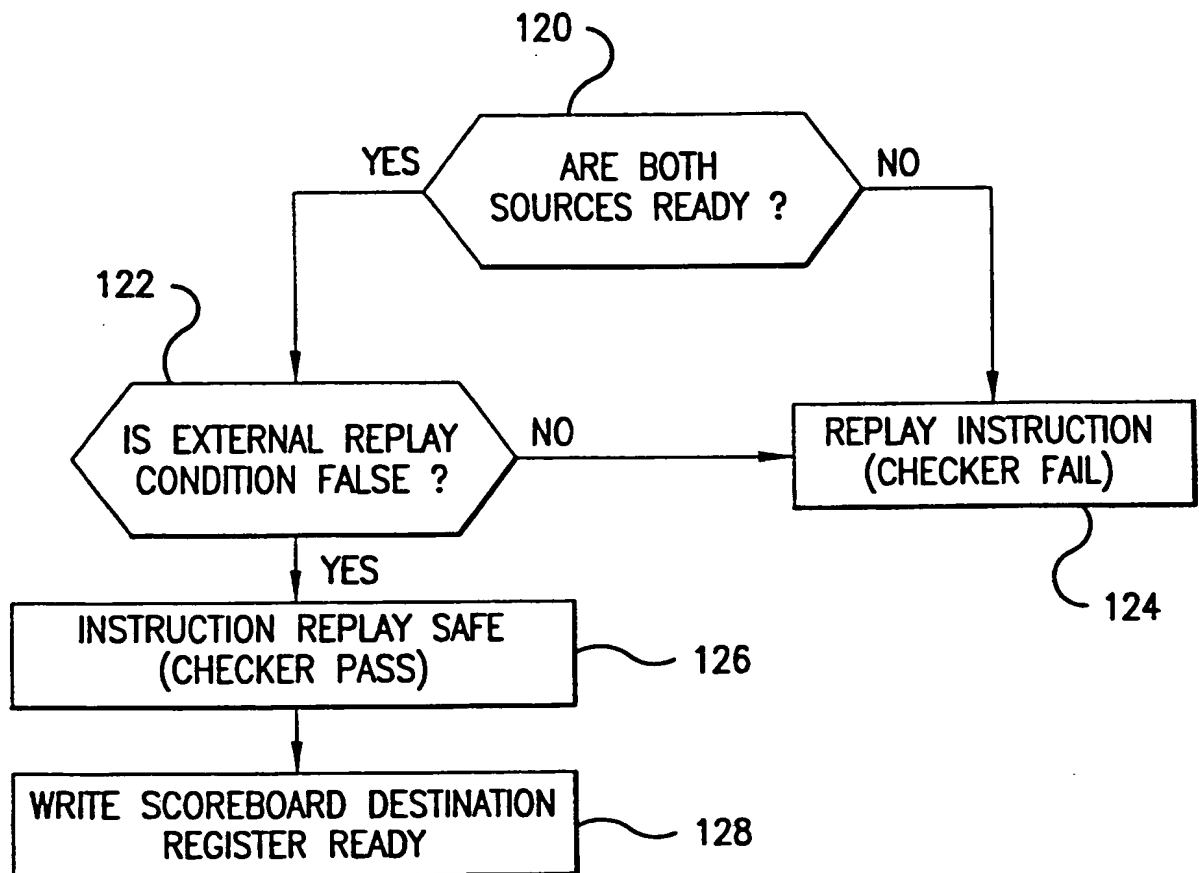 120
YES
ARE BOTH
SOURCES READY ?
NO
122
IS EXTERNAL REPLAY
CONDITION FALSE ?
NO
REPLAY INSTRUCTION
(CHECKER FAIL)
124
YES
INSTRUCTION REPLAY SAFE
(CHECKER PASS)
126
WRITE SCOREBOARD DESTINATION
REGISTER READY
128